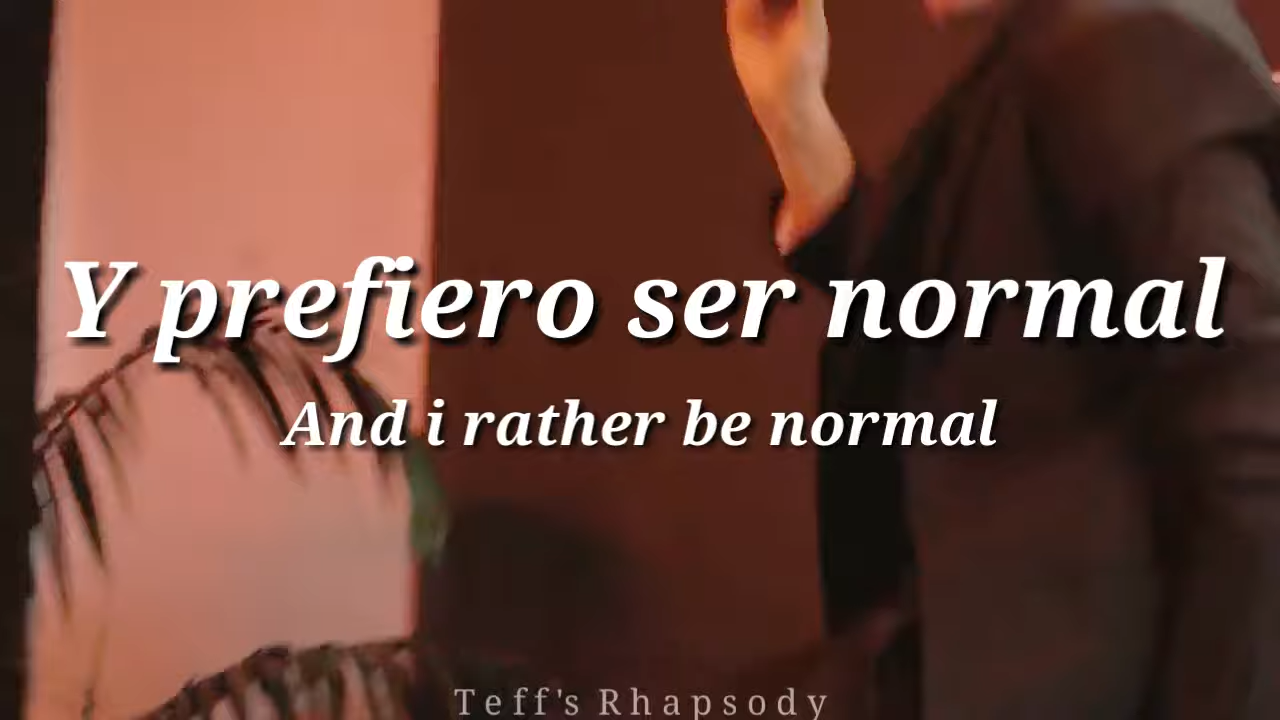 Y prefiero ser normal
And i rather be normal
Teff's Rhapsody